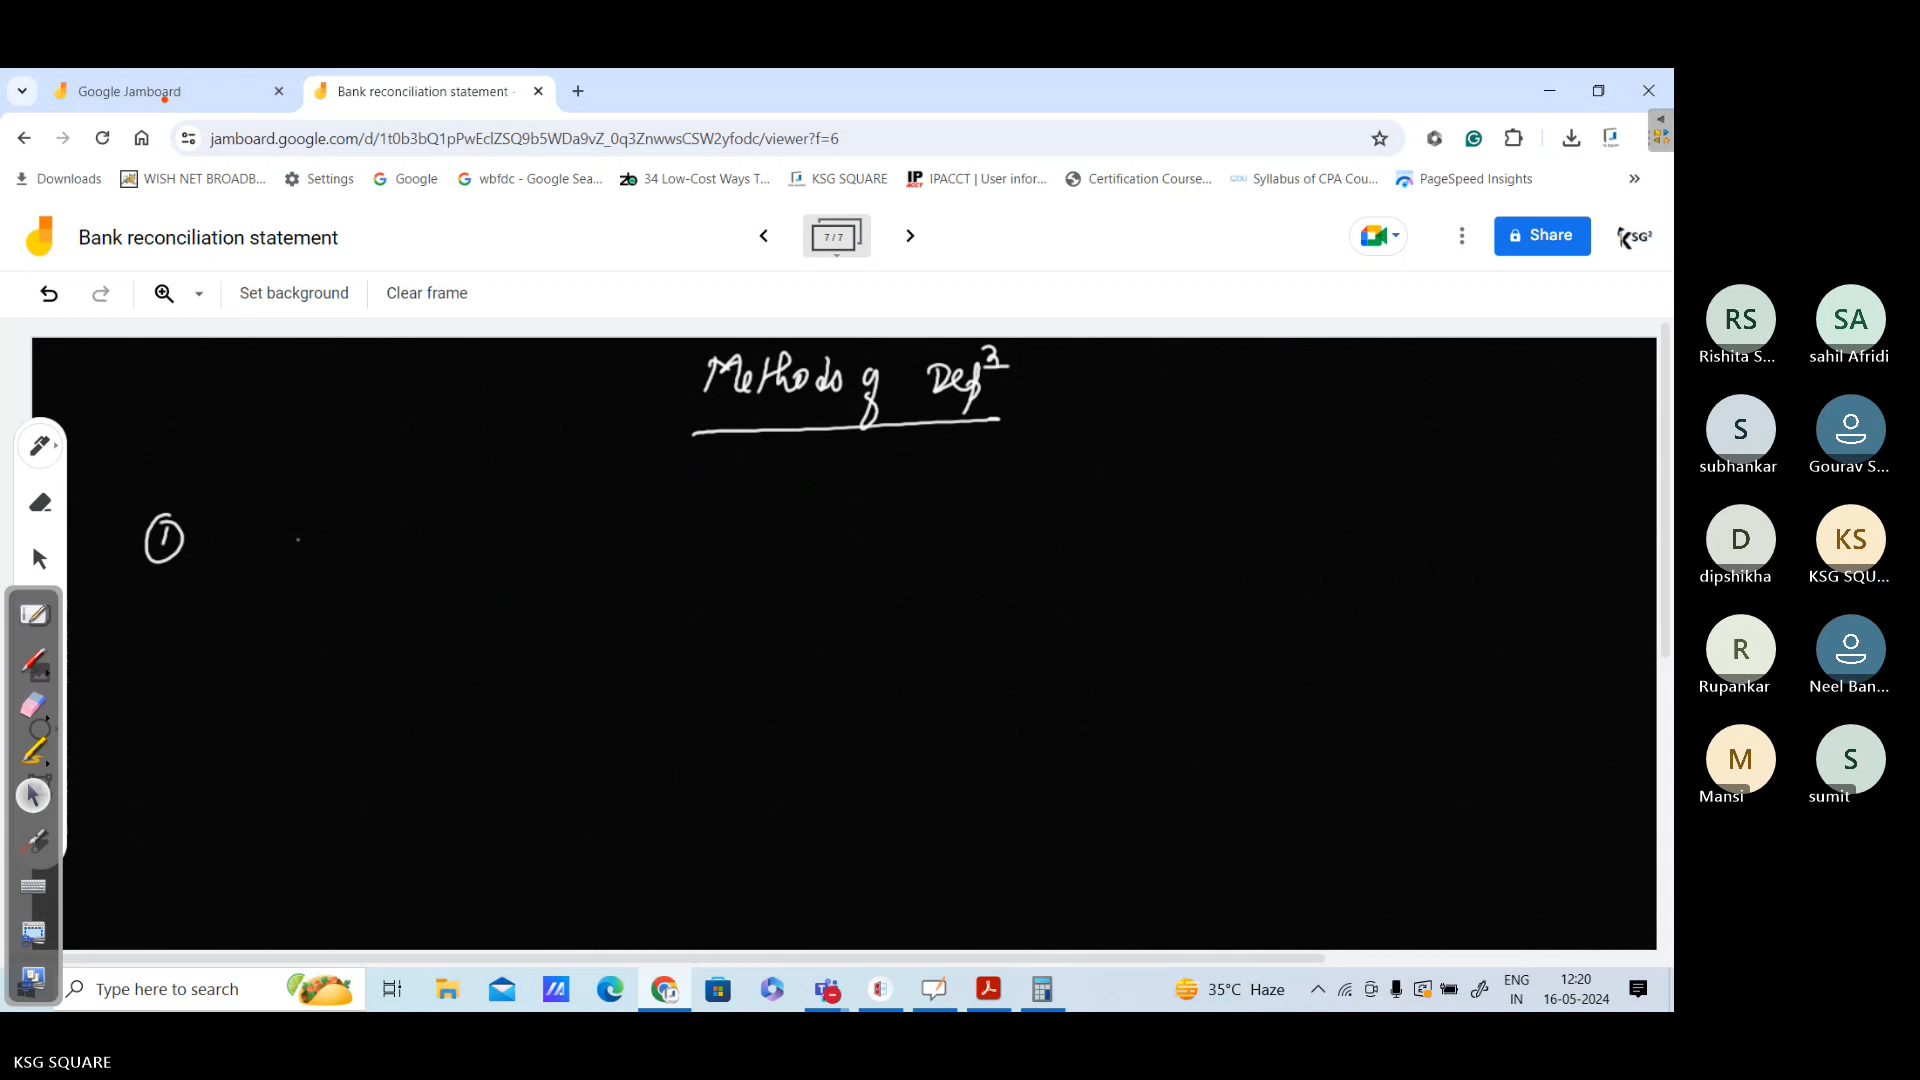 Google Jamboard
Bank reconciliation statement -
jamboard.google.com/d/1t0b3bQ1pPwEclZSQ9b5WDa9vZ_0q3ZnwwsCSW2yfodc/viewer?f=6
Downloads WISH NET BROADB... Settings Google wbfdc - Google Sea... 34 Low-Cost Ways T... KSG SQUARE IPACCT | User infor... Certification Course... Syllabus of CPA Cou... PageSpeed Insights
Bank reconciliation statement
7 / 7
Share
KSG²
Set background Clear frame
Methods of Depⁿ
①
RS SA
Rishita S... sahil Afridi
S
subhankar Gourav S...
D KS
dipshikha KSG SQU...
R
Rupankar Neel Ban...
M S
Mansi sumit
Type here to search
35°C Haze
ENG
IN
12:20
16-05-2024
KSG SQUARE